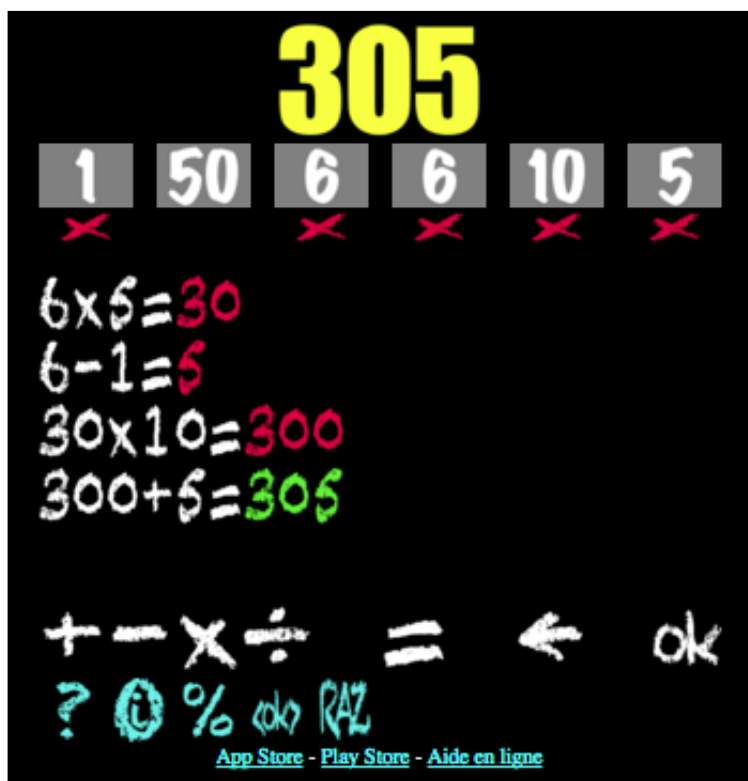 305
1 50 6 6 10 5
6x5=30
6-1=5
30x10=300
300+5=305
+ - x ÷ = ← ok
? i % <ok> RAZ
App Store - Play Store - Aide en ligne